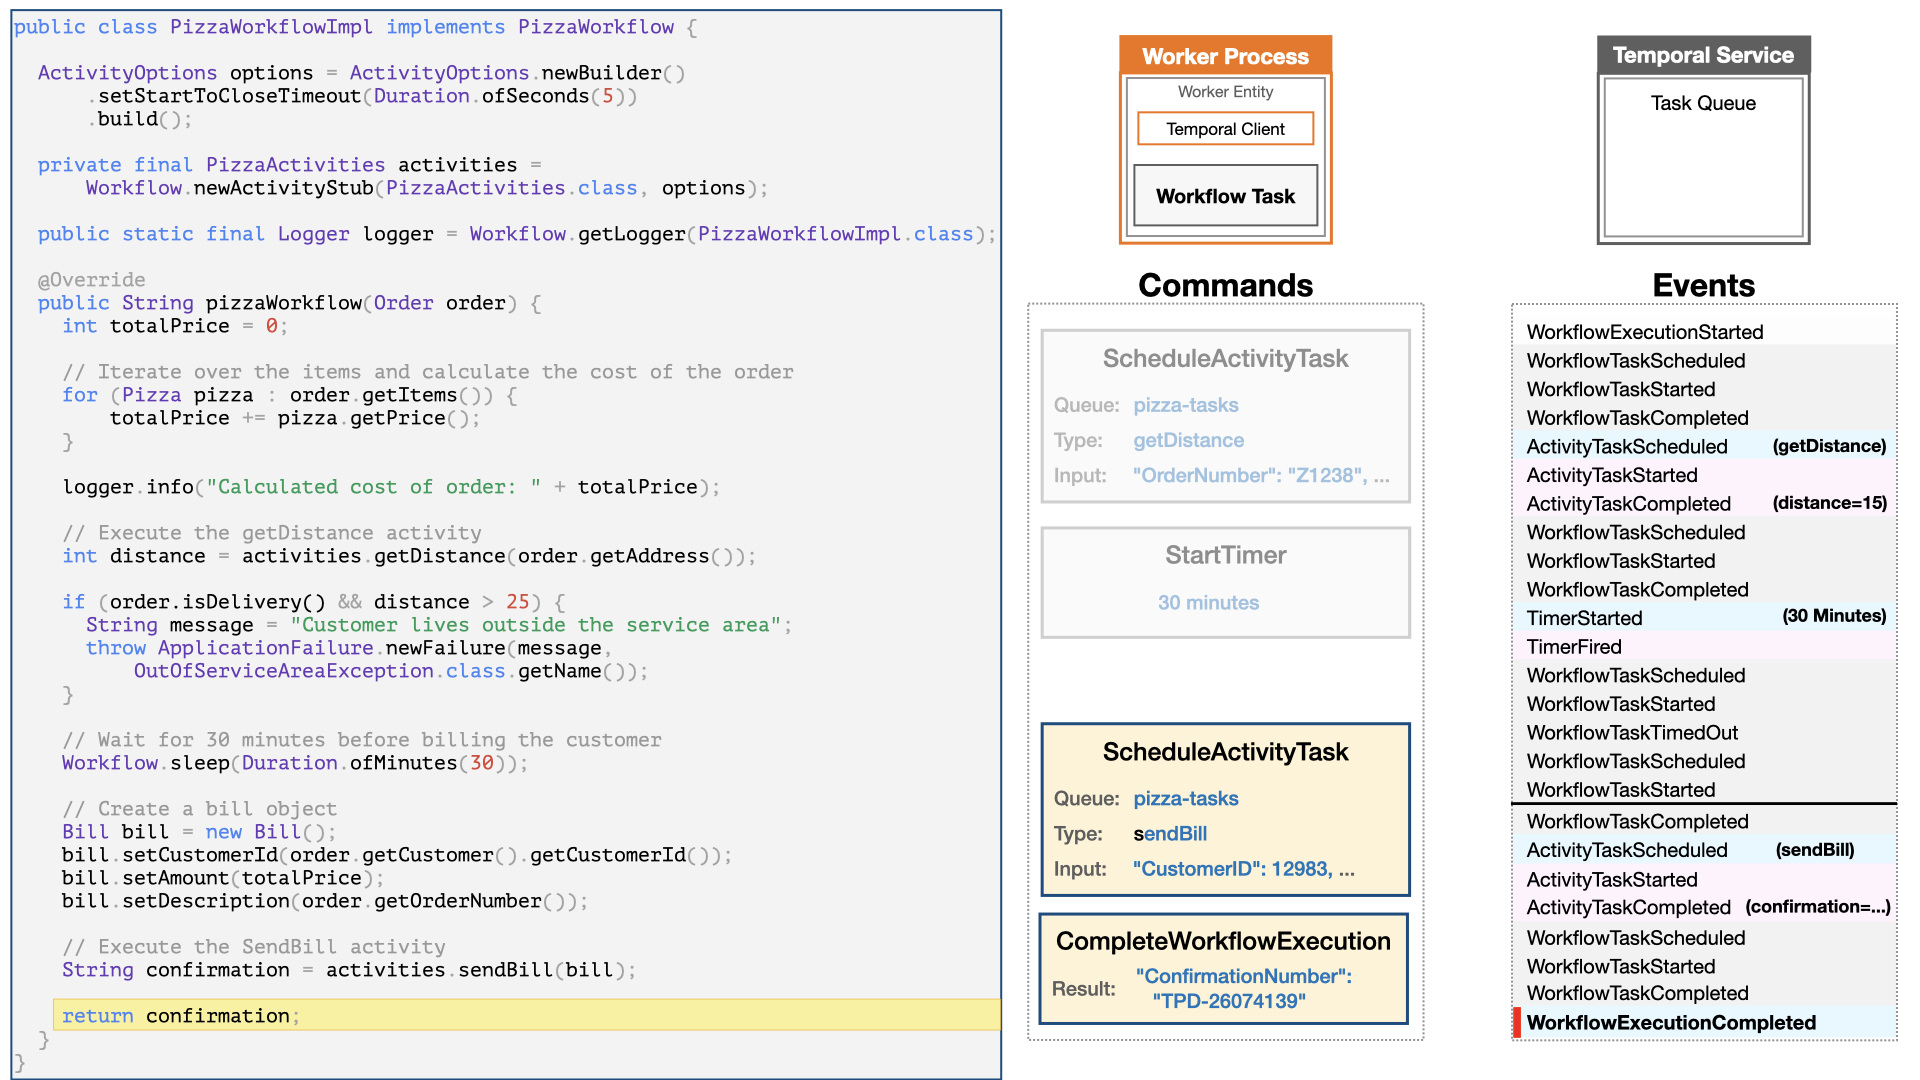 public class PizzaWorkflowImpl implements PizzaWorkflow {
ActivityOptions options = ActivityOptions.newBuilder()
.setStartToCloseTimeout(Duration.ofSeconds(5))
.build();
private final PizzaActivities activities =
Workflow.newActivityStub(PizzaActivities.class, options);
public static final Logger logger = Workflow.getLogger(PizzaWorkflowImpl.class);
@Override
public String pizzaWorkflow(Order order) {
int totalPrice = 0;
// Iterate over the items and calculate the cost of the order
for (Pizza pizza : order.getItems()) {
totalPrice += pizza.getPrice();
}
logger.info("Calculated cost of order: " + totalPrice);
// Execute the getDistance activity
int distance = activities.getDistance(order.getAddress());
if (order.isDelivery() && distance > 25) {
String message = "Customer lives outside the service area";
throw ApplicationFailure.newFailure(message,
OutOfServiceAreaException.class.getName());
}
// Wait for 30 minutes before billing the customer
Workflow.sleep(Duration.ofMinutes(30));
// Create a bill object
Bill bill = new Bill();
bill.setCustomerId(order.getCustomer().getCustomerId());
bill.setAmount(totalPrice);
bill.setDescription(order.getOrderNumber());
// Execute the SendBill activity
String confirmation = activities.sendBill(bill);
return confirmation;
}
}
Worker Process
Worker Entity
Temporal Client
Workflow Task
Commands
ScheduleActivityTask
Queue: pizza-tasks
Type: getDistance
Input: "OrderNumber": "Z1238", ...
StartTimer
30 minutes
ScheduleActivityTask
Queue: pizza-tasks
Type: sendBill
Input: "CustomerID": 12983, ...
CompleteWorkflowExecution
Result: "ConfirmationNumber":
"TPD-26074139"
Temporal Service
Task Queue
Events
WorkflowExecutionStarted
WorkflowTaskScheduled
WorkflowTaskStarted
WorkflowTaskCompleted
ActivityTaskScheduled (getDistance)
ActivityTaskStarted
ActivityTaskCompleted (distance=15)
WorkflowTaskScheduled
WorkflowTaskStarted
WorkflowTaskCompleted
TimerStarted (30 Minutes)
TimerFired
WorkflowTaskScheduled
WorkflowTaskStarted
WorkflowTaskTimedOut
WorkflowTaskScheduled
WorkflowTaskStarted
WorkflowTaskCompleted
ActivityTaskScheduled (sendBill)
ActivityTaskStarted
ActivityTaskCompleted (confirmation=...)
WorkflowTaskScheduled
WorkflowTaskStarted
WorkflowTaskCompleted
WorkflowExecutionCompleted